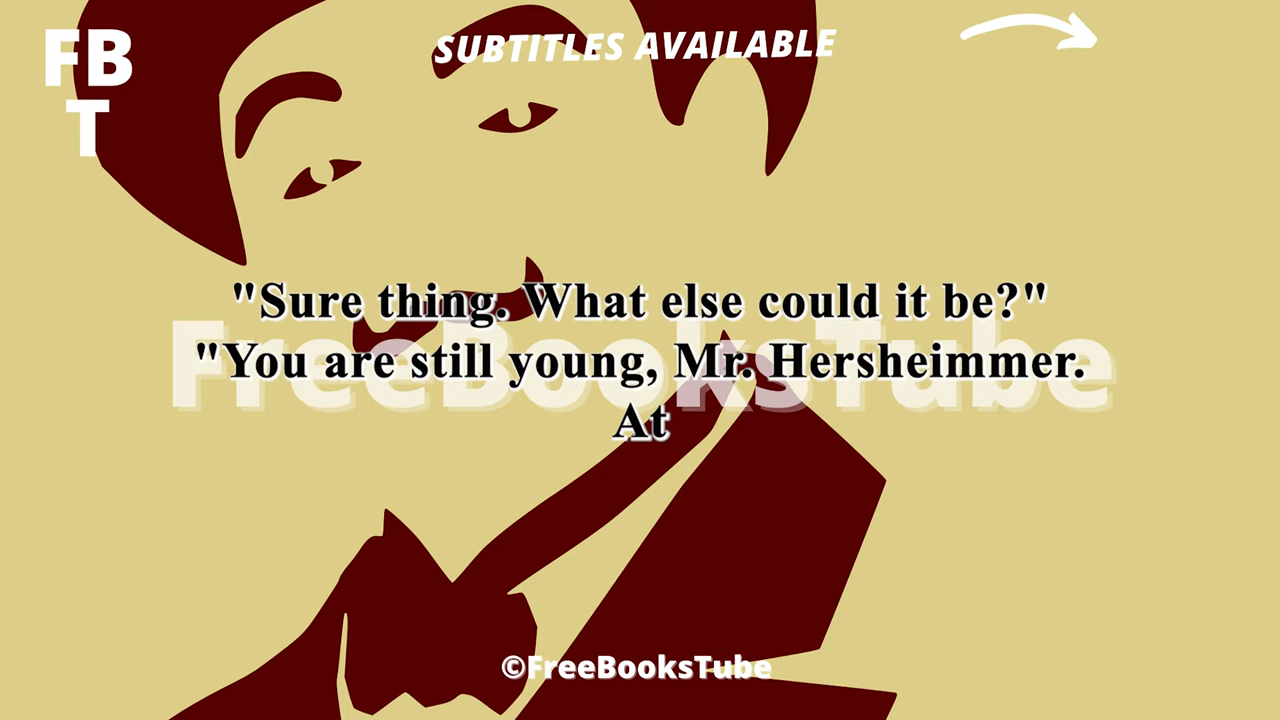 FB
T
SUBTITLES AVAILABLE
"Sure thing. What else could it be?"
"You are still young, Mr. Hersheimmer.
At
FreeBooksTube
©FreeBooksTube